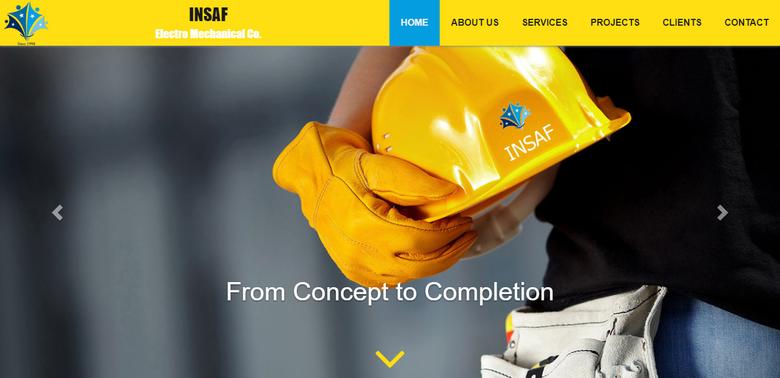 INSAF
Electro Mechanical Co.
Since 1998
HOME ABOUT US SERVICES PROJECTS CLIENTS CONTACT
INSAF
From Concept to Completion